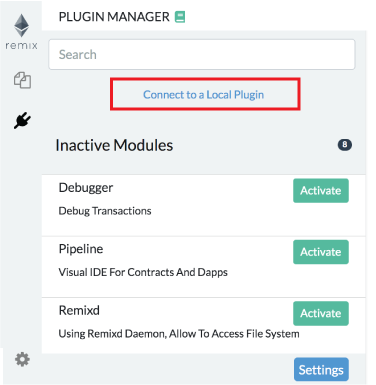 PLUGIN MANAGER
remix
Search
Connect to a Local Plugin
Inactive Modules
8
Debugger
Activate
Debug Transactions
Pipeline
Activate
Visual IDE For Contracts And Dapps
Remixd
Activate
Using Remixd Daemon, Allow To Access File System
Settings